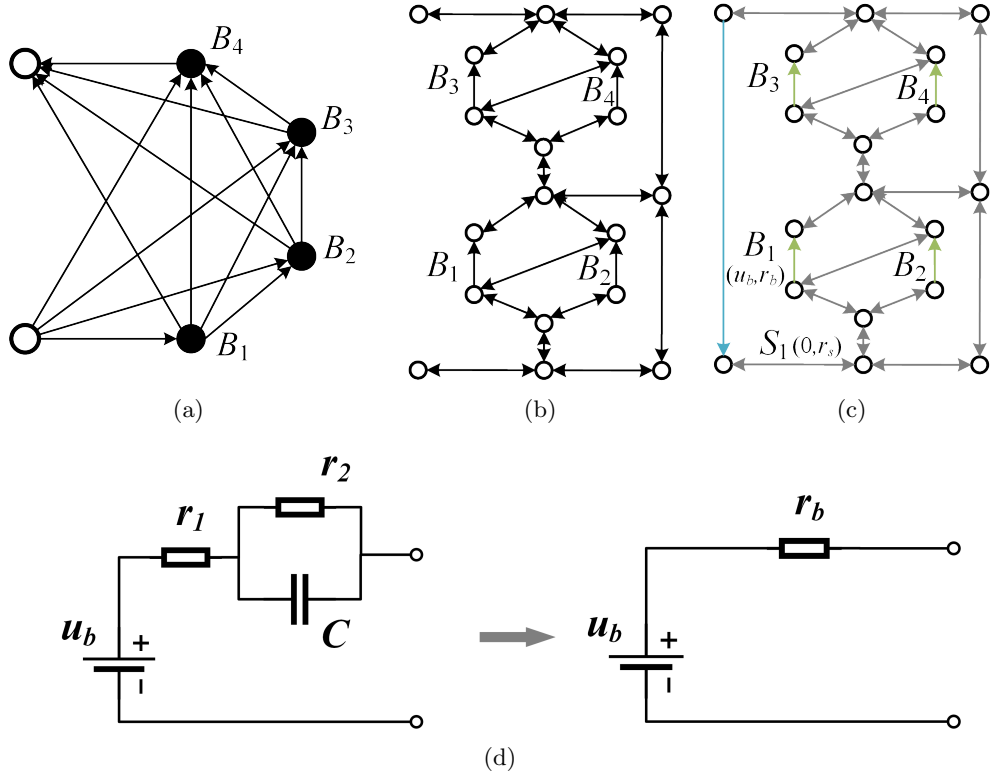 B4
B3
B2
B1
(a)
B3
B4
B1
B2
(b)
B3
B4
B1
(ub,rb)
B2
S1(0,rs)
(c)
r2
r1
C
ub
+
−
rb
ub
+
−
(d)